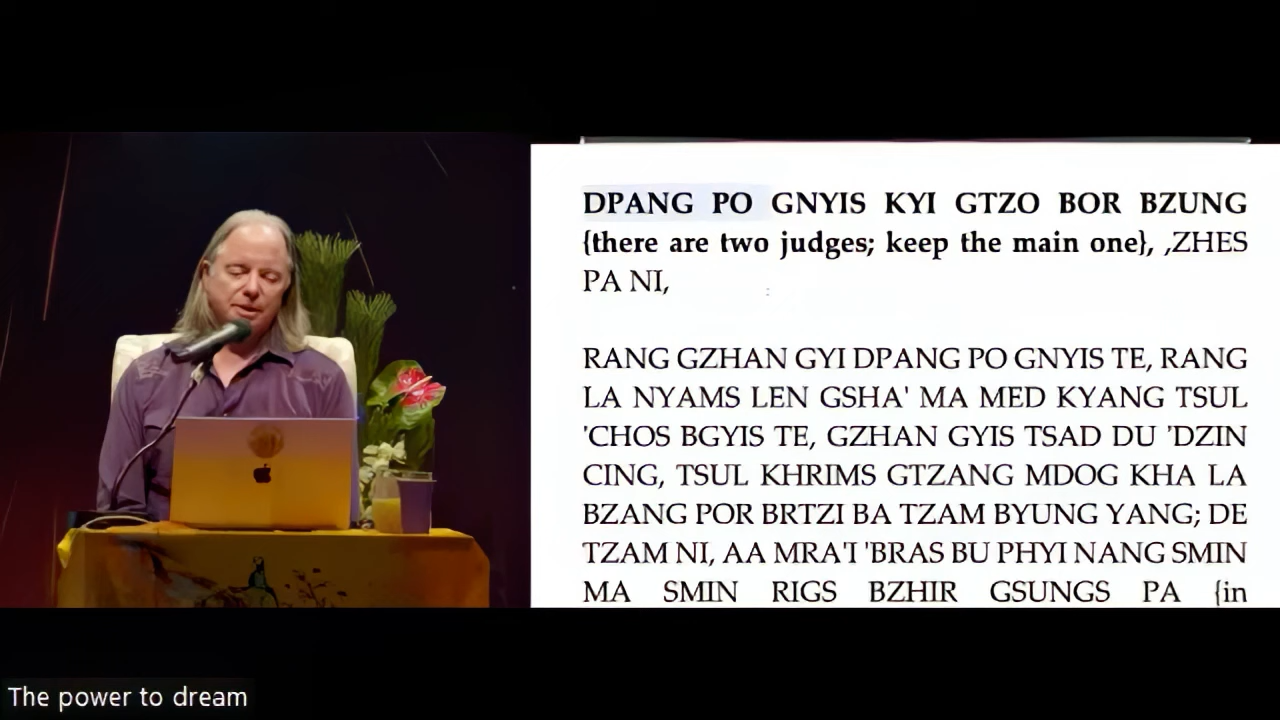 DPANG PO GNYIS KYI GTZO BOR BZUNG
{there are two judges; keep the main one}, ,ZHES
PA NI,
RANG GZHAN GYI DPANG PO GNYIS TE, RANG
LA NYAMS LEN GSHA' MA MED KYANG TSUL
'CHOS BGYIS TE, GZHAN GYIS TSAD DU 'DZIN
CING, TSUL KHRIMS GTZANG MDOG KHA LA
BZANG POR BRTZI BA TZAM BYUNG YANG; DE
TZAM NI, AA MRA'I 'BRAS BU PHYI NANG SMIN
MA SMIN RIGS BZHIR GSUNGS PA {in
The power to dream